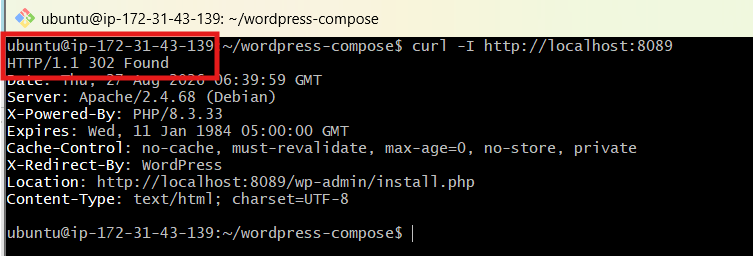 ubuntu@ip-172-31-43-139: ~/wordpress-compose
ubuntu@ip-172-31-43-139:~/wordpress-compose$ curl -I http://localhost:8089
HTTP/1.1 302 Found
Date: Thu, 27 Aug 2026 06:39:59 GMT
Server: Apache/2.4.68 (Debian)
X-Powered-By: PHP/8.3.33
Expires: Wed, 11 Jan 1984 05:00:00 GMT
Cache-Control: no-cache, must-revalidate, max-age=0, no-store, private
X-Redirect-By: WordPress
Location: http://localhost:8089/wp-admin/install.php
Content-Type: text/html; charset=UTF-8
ubuntu@ip-172-31-43-139:~/wordpress-compose$